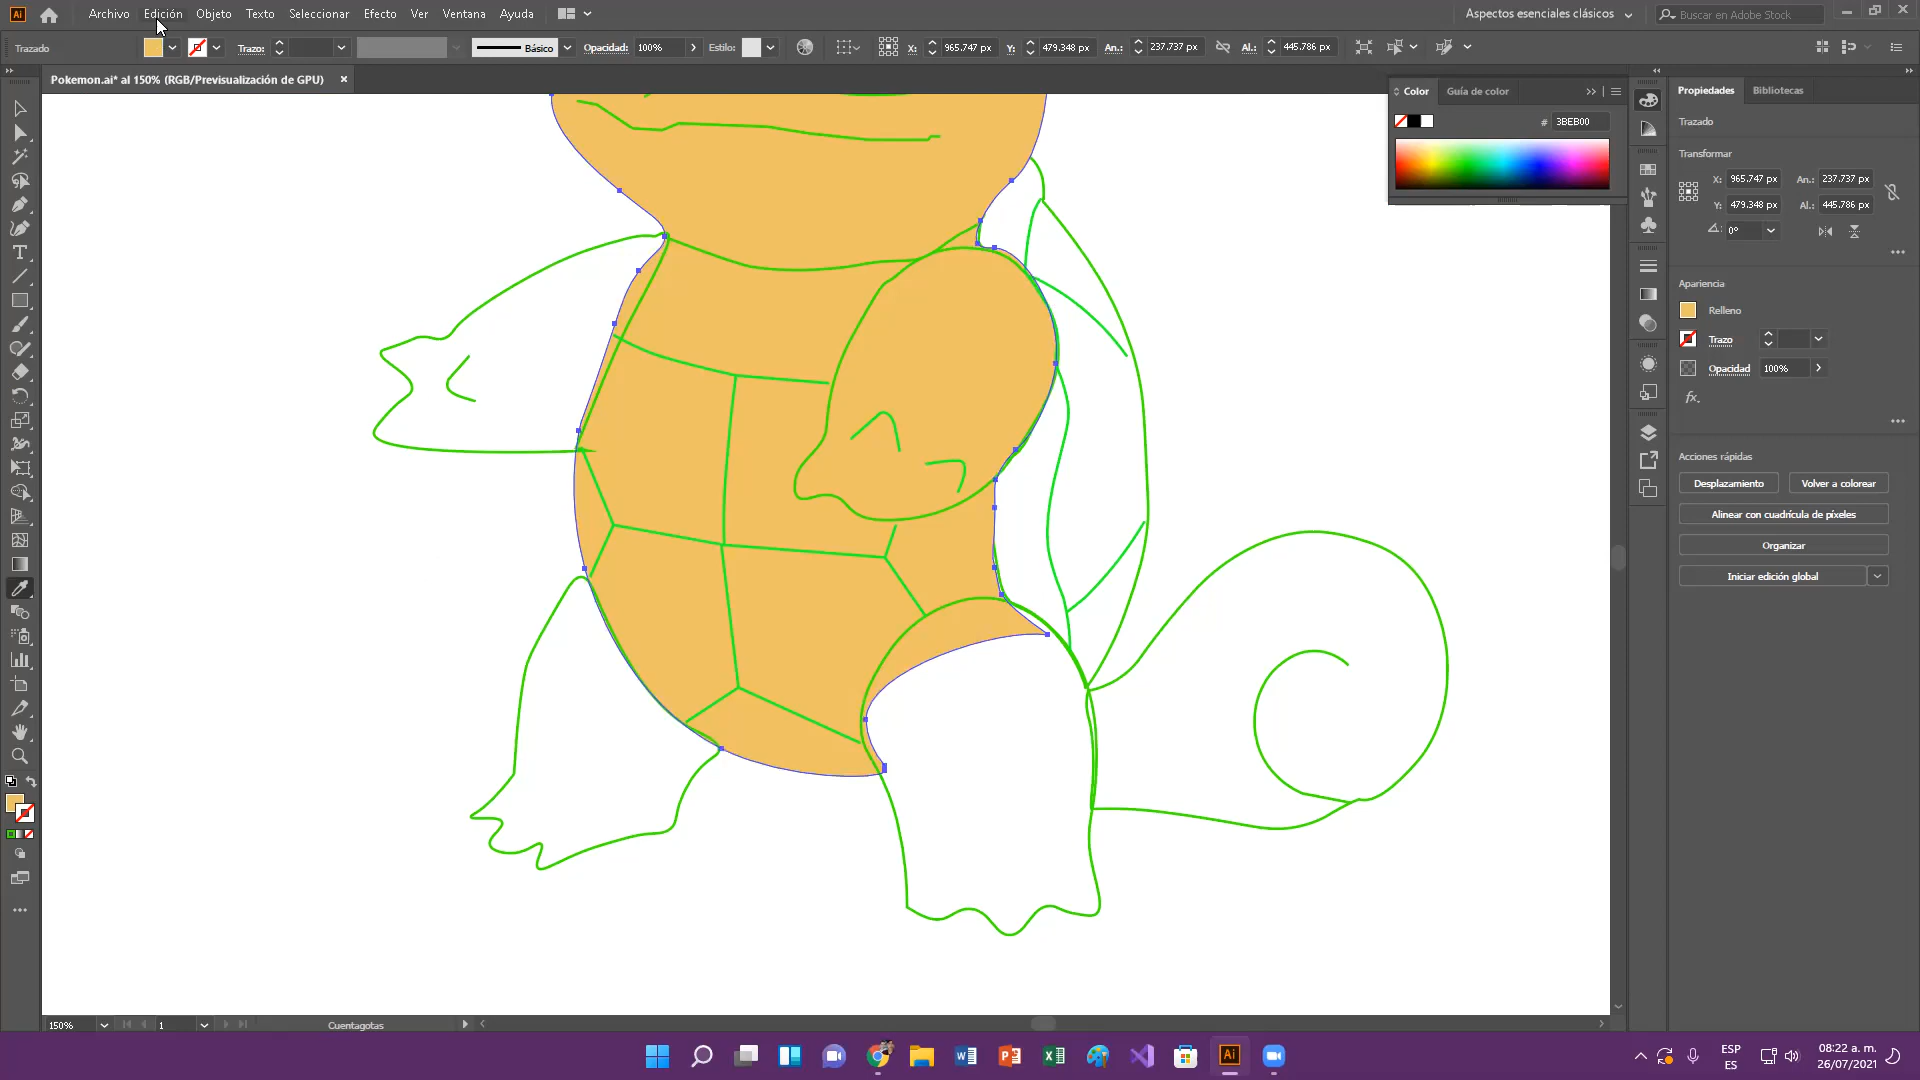 Ai Archivo Edición Objeto Texto Seleccionar Efecto Ver Ventana Ayuda Aspectos esenciales clásicos Buscar en Adobe Stock
Trazado Trazo: Básico Opacidad: 100% Estilo: X: 965.747 px Y: 479.348 px An.: 237.737 px Al.: 445.786 px
Pokemon.ai* al 150% (RGB/Previsualización de GPU)
Color Guía de color
# 3BEB00
Propiedades Bibliotecas
Trazado
Transformar
X: 965.747 px An.: 237.737 px
Y: 479.348 px Al.: 445.786 px
0°
Apariencia
Relleno
Trazo
Opacidad 100%
fx.
Acciones rápidas
Desplazamiento Volver a colorear
Alinear con cuadrícula de píxeles
Organizar
Iniciar edición global
150% 1 Cuentagotas
ESP
ES
08:22 a. m.
26/07/2021